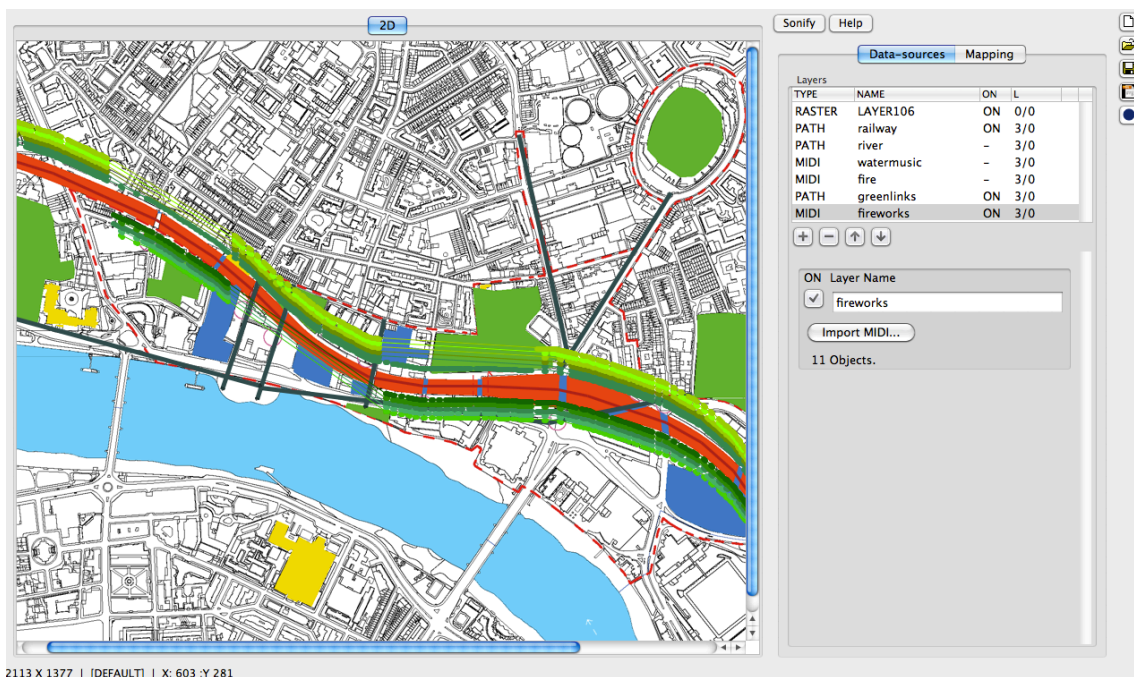 2D
Sonify Help
Data-sources Mapping
Layers
TYPE NAME ON L
RASTER LAYER106 ON 0/0
PATH railway ON 3/0
PATH river – 3/0
MIDI watermusic – 3/0
MIDI fire – 3/0
PATH greenlinks ON 3/0
MIDI fireworks ON 3/0
ON Layer Name
fireworks
Import MIDI...
11 Objects.
2113 X 1377 | [DEFAULT] | X: 603 :Y 281